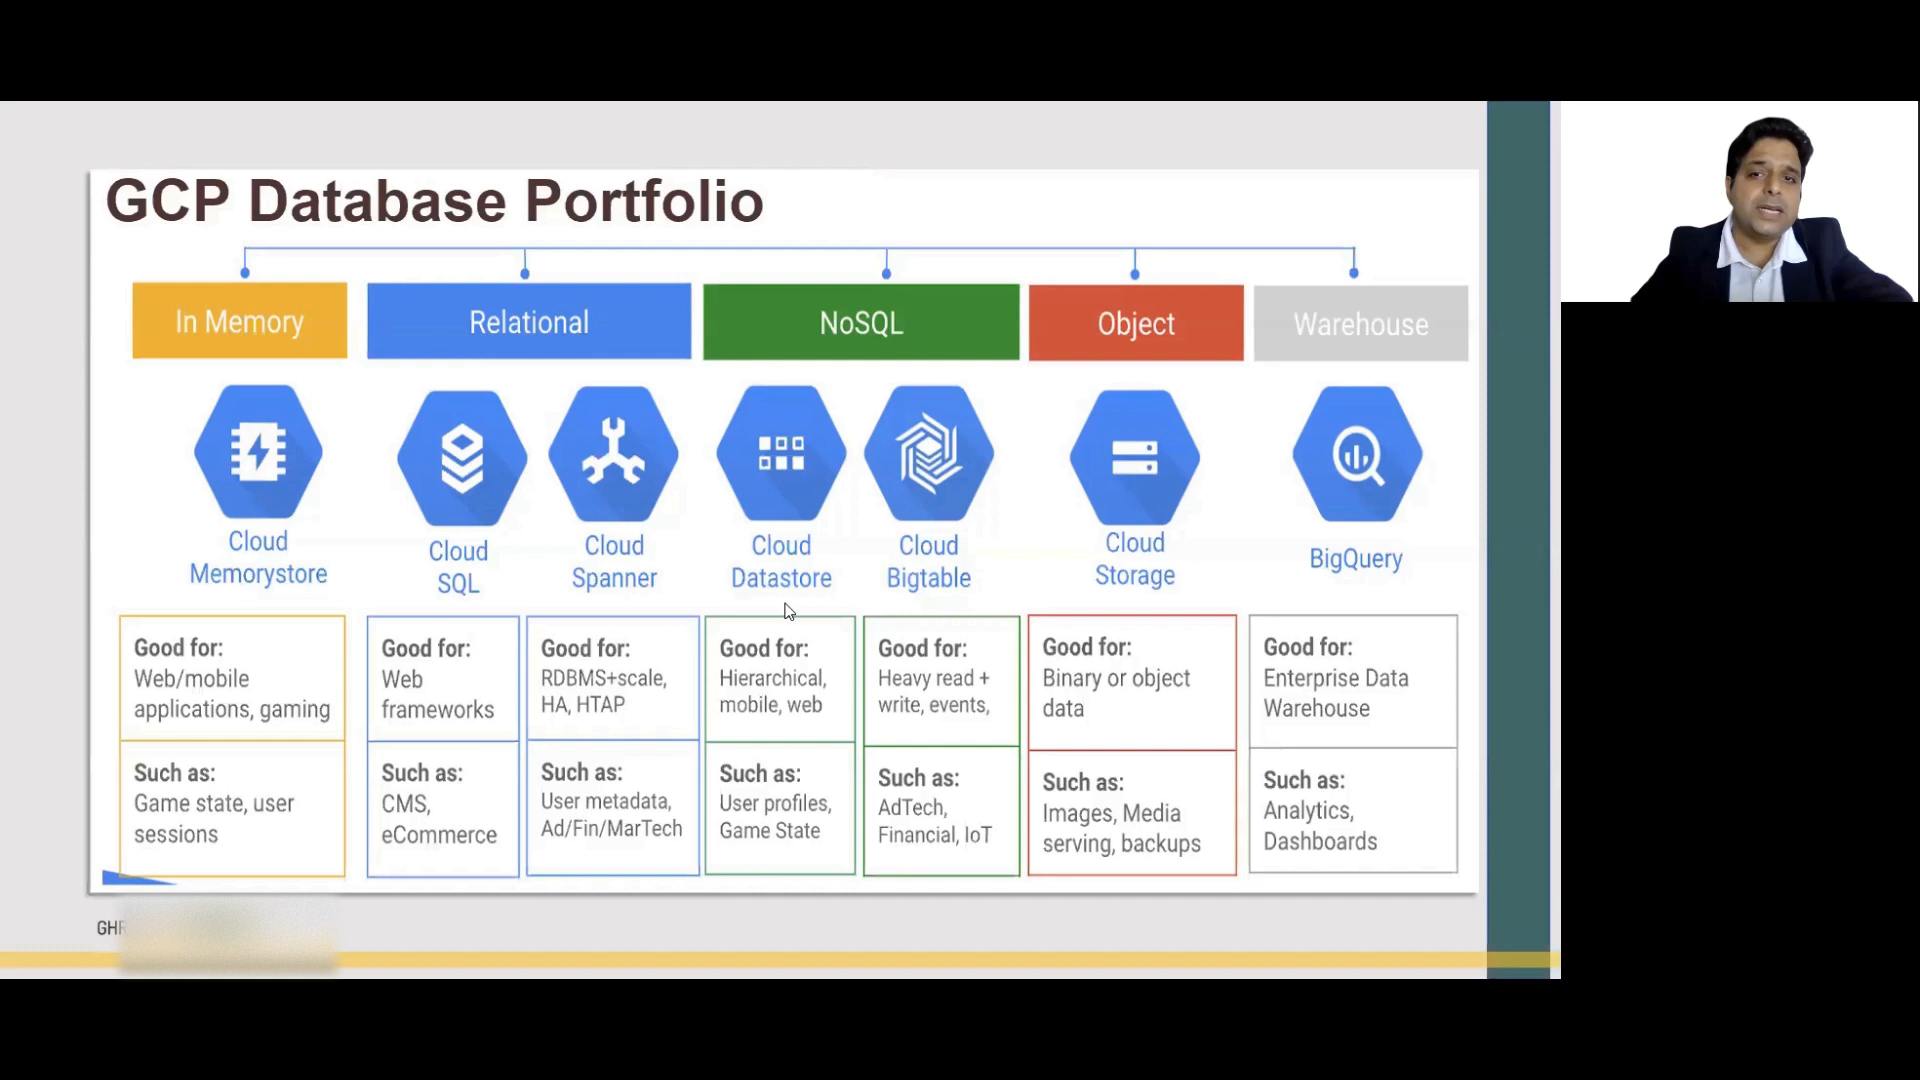 GCP Database Portfolio
In Memory
Relational
NoSQL
Object
Warehouse
Cloud
Memorystore
Cloud
SQL
Cloud
Spanner
Cloud
Datastore
Cloud
Bigtable
Cloud
Storage
BigQuery
Good for:
Web/mobile
applications, gaming
Such as:
Game state, user
sessions
Good for:
Web
frameworks
Such as:
CMS,
eCommerce
Good for:
RDBMS+scale,
HA, HTAP
Such as:
User metadata,
Ad/Fin/MarTech
Good for:
Hierarchical,
mobile, web
Such as:
User profiles,
Game State
Good for:
Heavy read +
write, events,
Such as:
AdTech,
Financial, IoT
Good for:
Binary or object
data
Such as:
Images, Media
serving, backups
Good for:
Enterprise Data
Warehouse
Such as:
Analytics,
Dashboards